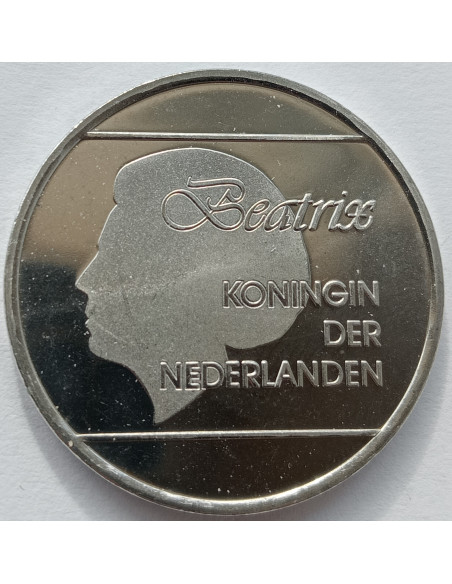 Beatrix
KONINGIN
DER
NEDERLANDEN